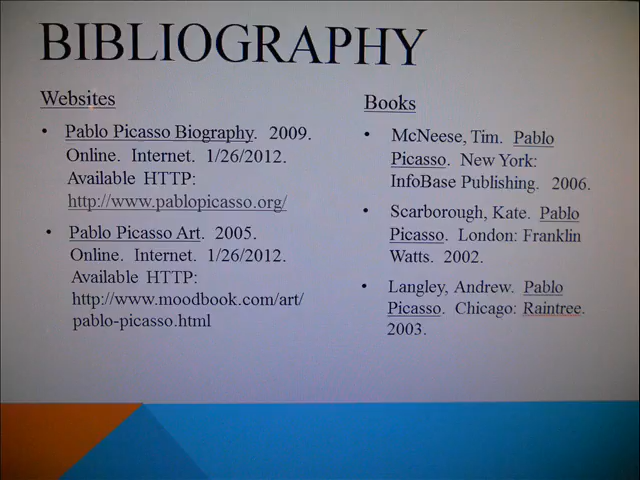 BIBLIOGRAPHY
Websites
• Pablo Picasso Biography. 2009.
Online. Internet. 1/26/2012.
Available HTTP:
http://www.pablopicasso.org/
• Pablo Picasso Art. 2005.
Online. Internet. 1/26/2012.
Available HTTP:
http://www.moodbook.com/art/
pablo-picasso.html
Books
• McNeese, Tim. Pablo
Picasso. New York:
InfoBase Publishing. 2006.
• Scarborough, Kate. Pablo
Picasso. London: Franklin
Watts. 2002.
• Langley, Andrew. Pablo
Picasso. Chicago: Raintree.
2003.